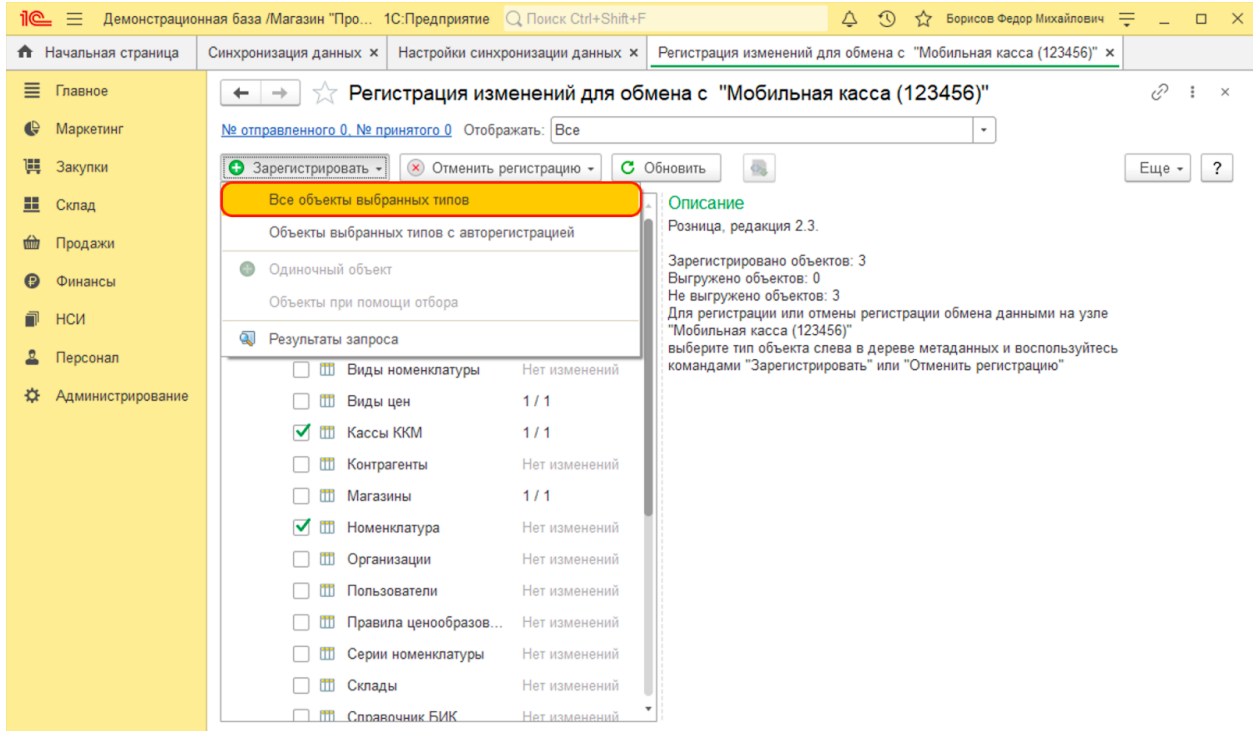 1С Демонстрационная база /Магазин "Про... 1С:Предприятие Поиск Ctrl+Shift+F Борисов Федор Михайлович
Начальная страница Синхронизация данных × Настройки синхронизации данных × Регистрация изменений для обмена с "Мобильная касса (123456)" ×
Главное
Маркетинг
Закупки
Склад
Продажи
Финансы
НСИ
Персонал
Администрирование
Регистрация изменений для обмена с "Мобильная касса (123456)"
№ отправленного 0, № принятого 0 Отображать: Все
Зарегистрировать Отменить регистрацию Обновить Еще ?
Все объекты выбранных типов
Объекты выбранных типов с авторегистрацией
Одиночный объект
Объекты при помощи отбора
Результаты запроса
Виды номенклатуры Нет изменений
Виды цен 1 / 1
Кассы ККМ 1 / 1
Контрагенты Нет изменений
Магазины 1 / 1
Номенклатура Нет изменений
Организации Нет изменений
Пользователи Нет изменений
Правила ценообразов... Нет изменений
Серии номенклатуры Нет изменений
Склады Нет изменений
Справочник БИК Нет изменений
Описание
Розница, редакция 2.3.
Зарегистрировано объектов: 3
Выгружено объектов: 0
Не выгружено объектов: 3
Для регистрации или отмены регистрации обмена данными на узле
"Мобильная касса (123456)"
выберите тип объекта слева в дереве метаданных и воспользуйтесь
командами "Зарегистрировать" или "Отменить регистрацию"